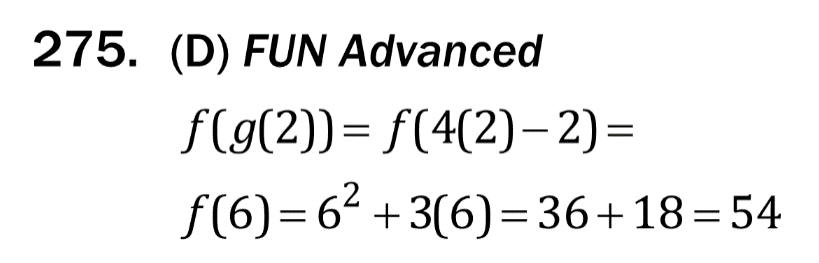 275. (D) FUN Advanced
f(g(2)) = f(4(2) – 2) =
f(6) = 6² + 3(6) = 36 + 18 = 54